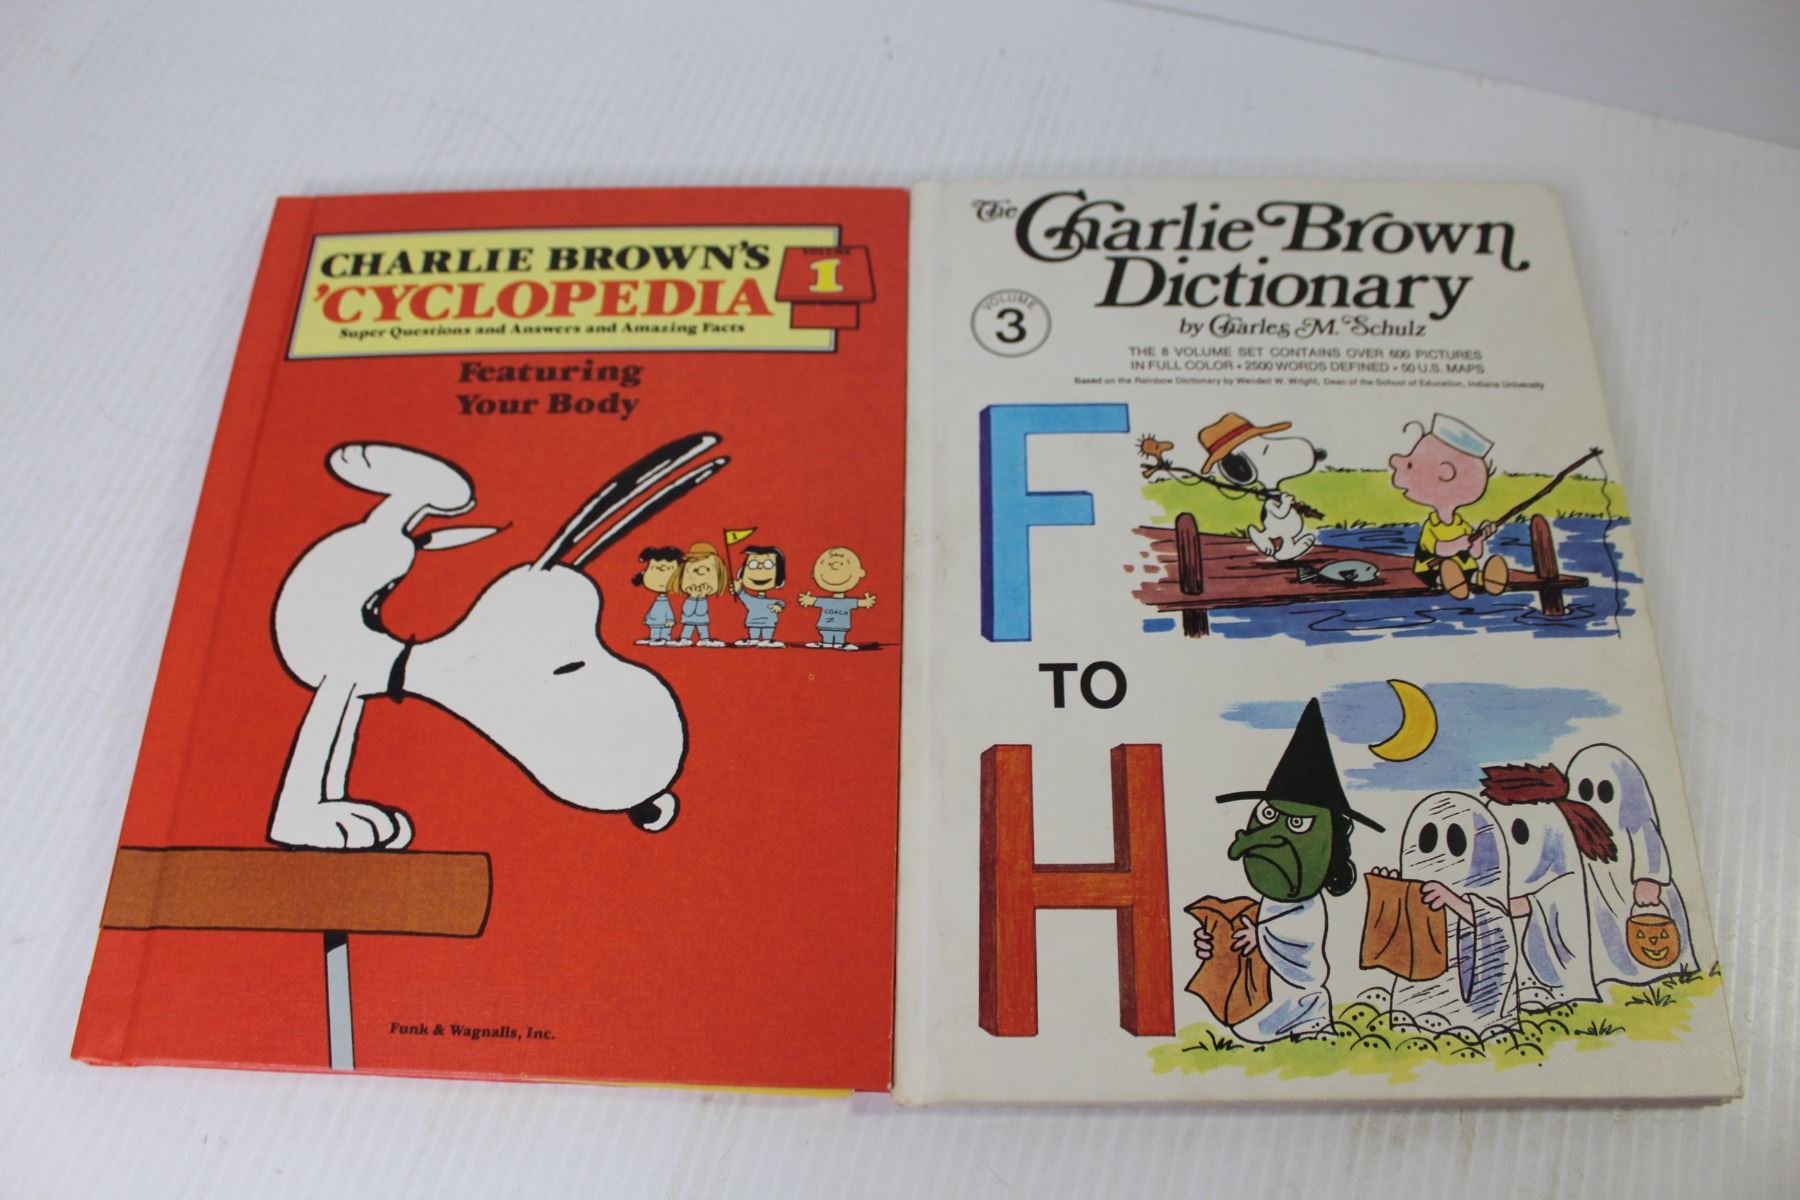 CHARLIE BROWN'S
'CYCLOPEDIA
Super Questions and Answers and Amazing Facts
VOLUME
1
Featuring
Your Body
1
COACH
Funk & Wagnalls, Inc.
The Charlie Brown
Dictionary
by Charles M. Schulz
VOLUME
3
THE 8 VOLUME SET CONTAINS OVER 600 PICTURES
IN FULL COLOR • 2500 WORDS DEFINED • 50 U.S. MAPS
Based on the Rainbow Dictionary by Wendell W. Wright, Dean of the School of Education, Indiana University
F
TO
H